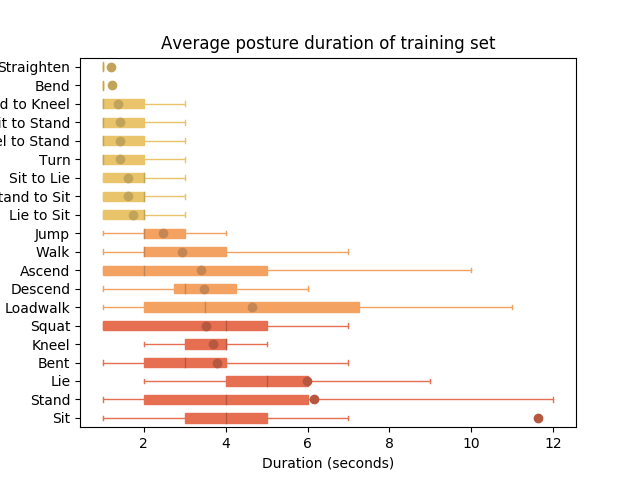 Average posture duration of training set
Straighten
Bend
d to Kneel
it to Stand
el to Stand
Turn
Sit to Lie
tand to Sit
Lie to Sit
Jump
Walk
Ascend
Descend
Loadwalk
Squat
Kneel
Bent
Lie
Stand
Sit
2 4 6 8 10 12
Duration (seconds)